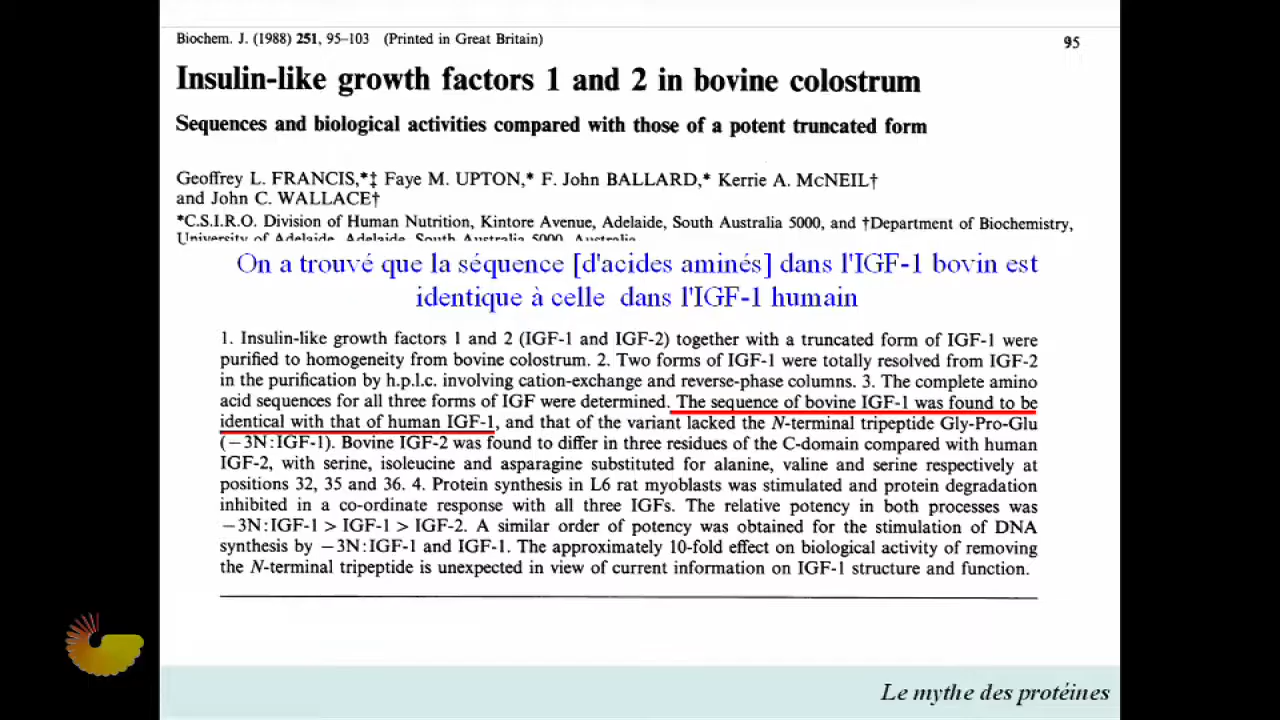 Biochem. J. (1988) 251, 95–103 (Printed in Great Britain)
95
Insulin-like growth factors 1 and 2 in bovine colostrum
Sequences and biological activities compared with those of a potent truncated form
Geoffrey L. FRANCIS,*‡ Faye M. UPTON,* F. John BALLARD,* Kerrie A. McNEIL†
and John C. WALLACE†
*C.S.I.R.O. Division of Human Nutrition, Kintore Avenue, Adelaide, South Australia 5000, and †Department of Biochemistry,
University of Adelaide, Adelaide, South Australia 5000, Australia
On a trouvé que la séquence [d'acides aminés] dans l'IGF-1 bovin est
identique à celle dans l'IGF-1 humain
1. Insulin-like growth factors 1 and 2 (IGF-1 and IGF-2) together with a truncated form of IGF-1 were
purified to homogeneity from bovine colostrum. 2. Two forms of IGF-1 were totally resolved from IGF-2
in the purification by h.p.l.c. involving cation-exchange and reverse-phase columns. 3. The complete amino
acid sequences for all three forms of IGF were determined. The sequence of bovine IGF-1 was found to be
identical with that of human IGF-1, and that of the variant lacked the N-terminal tripeptide Gly-Pro-Glu
(−3N:IGF-1). Bovine IGF-2 was found to differ in three residues of the C-domain compared with human
IGF-2, with serine, isoleucine and asparagine substituted for alanine, valine and serine respectively at
positions 32, 35 and 36. 4. Protein synthesis in L6 rat myoblasts was stimulated and protein degradation
inhibited in a co-ordinate response with all three IGFs. The relative potency in both processes was
−3N:IGF-1 > IGF-1 > IGF-2. A similar order of potency was obtained for the stimulation of DNA
synthesis by −3N:IGF-1 and IGF-1. The approximately 10-fold effect on biological activity of removing
the N-terminal tripeptide is unexpected in view of current information on IGF-1 structure and function.
Le mythe des protéines